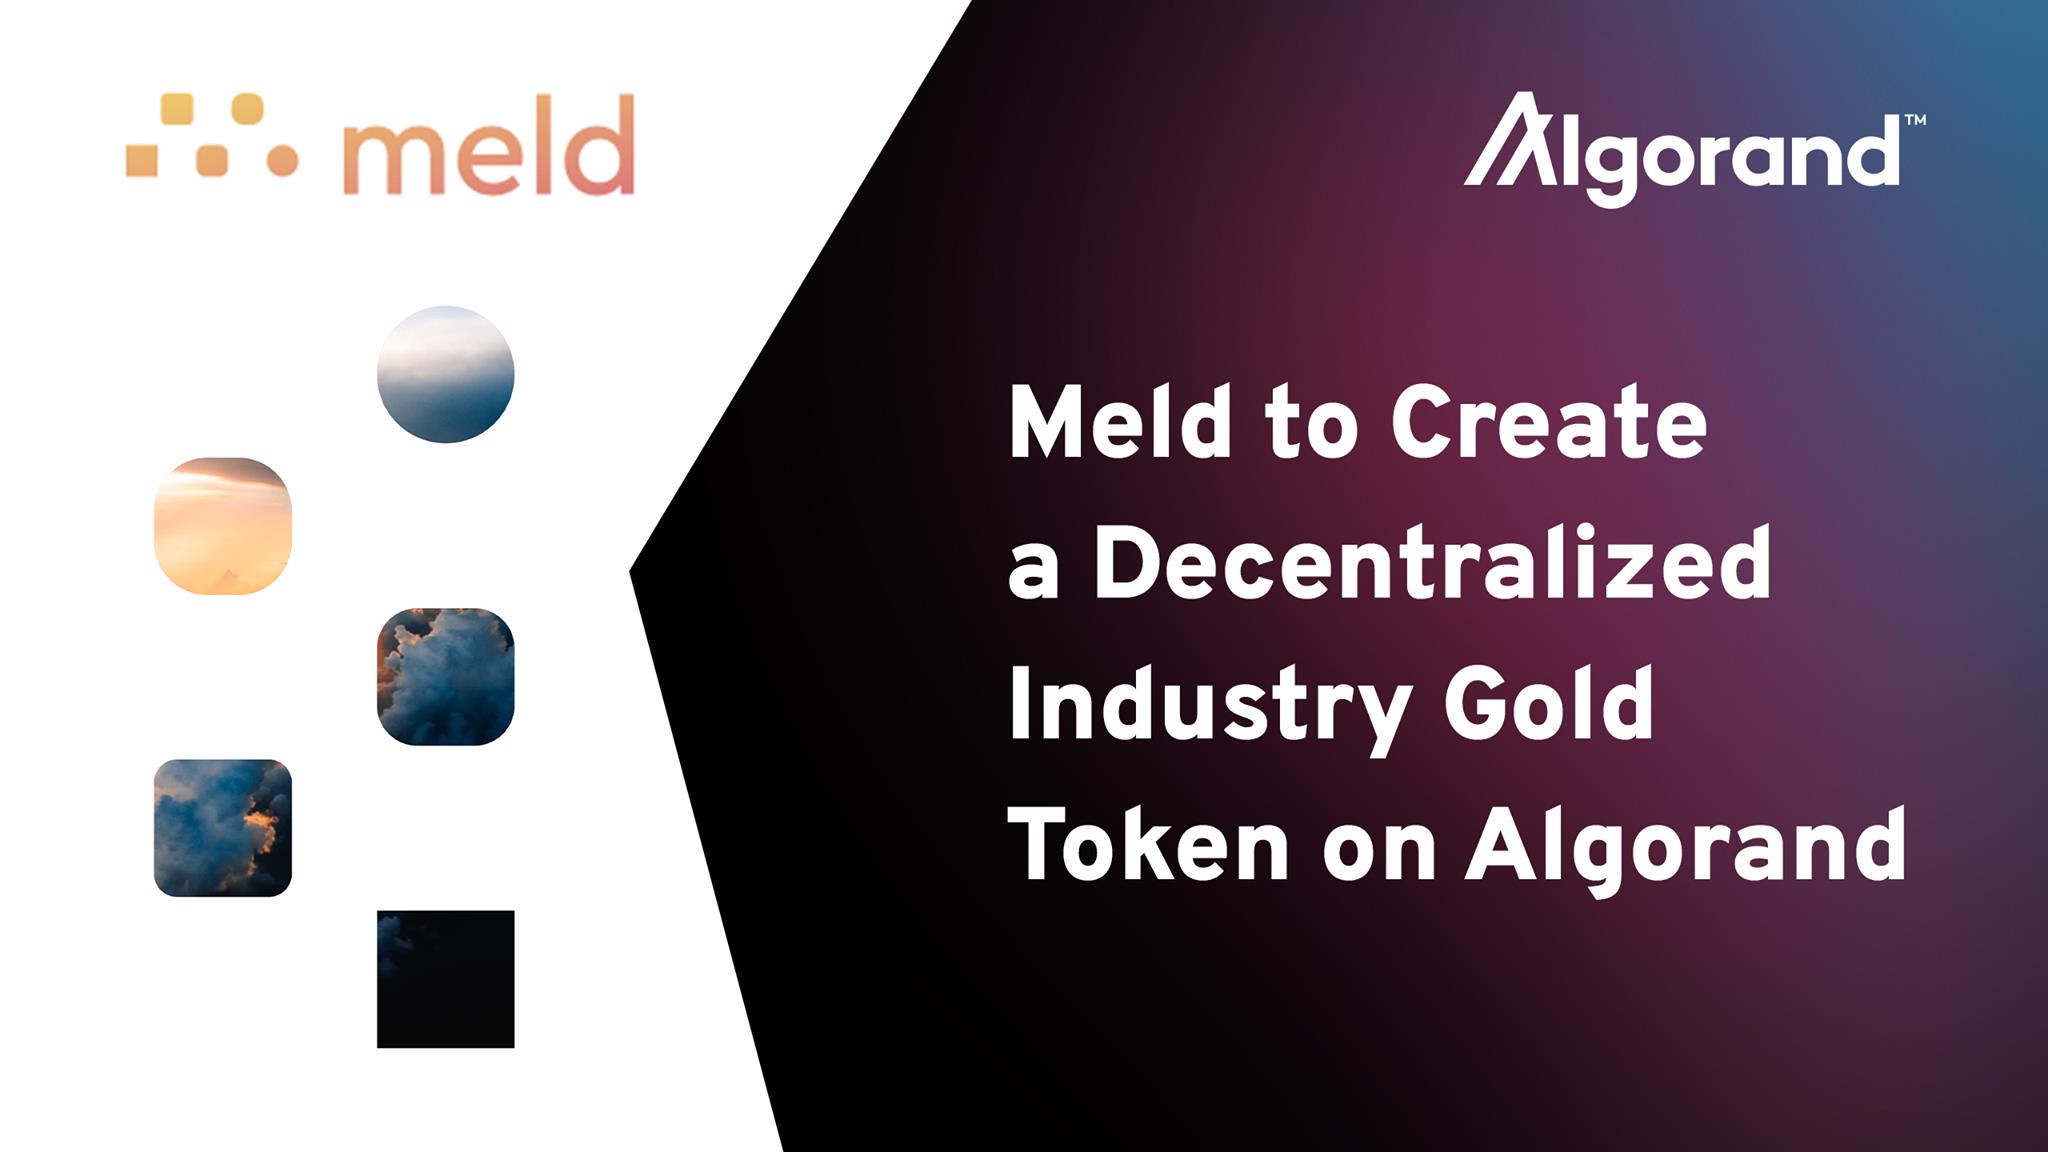 meld
Algorand™
Meld to Create
a Decentralized
Industry Gold
Token on Algorand